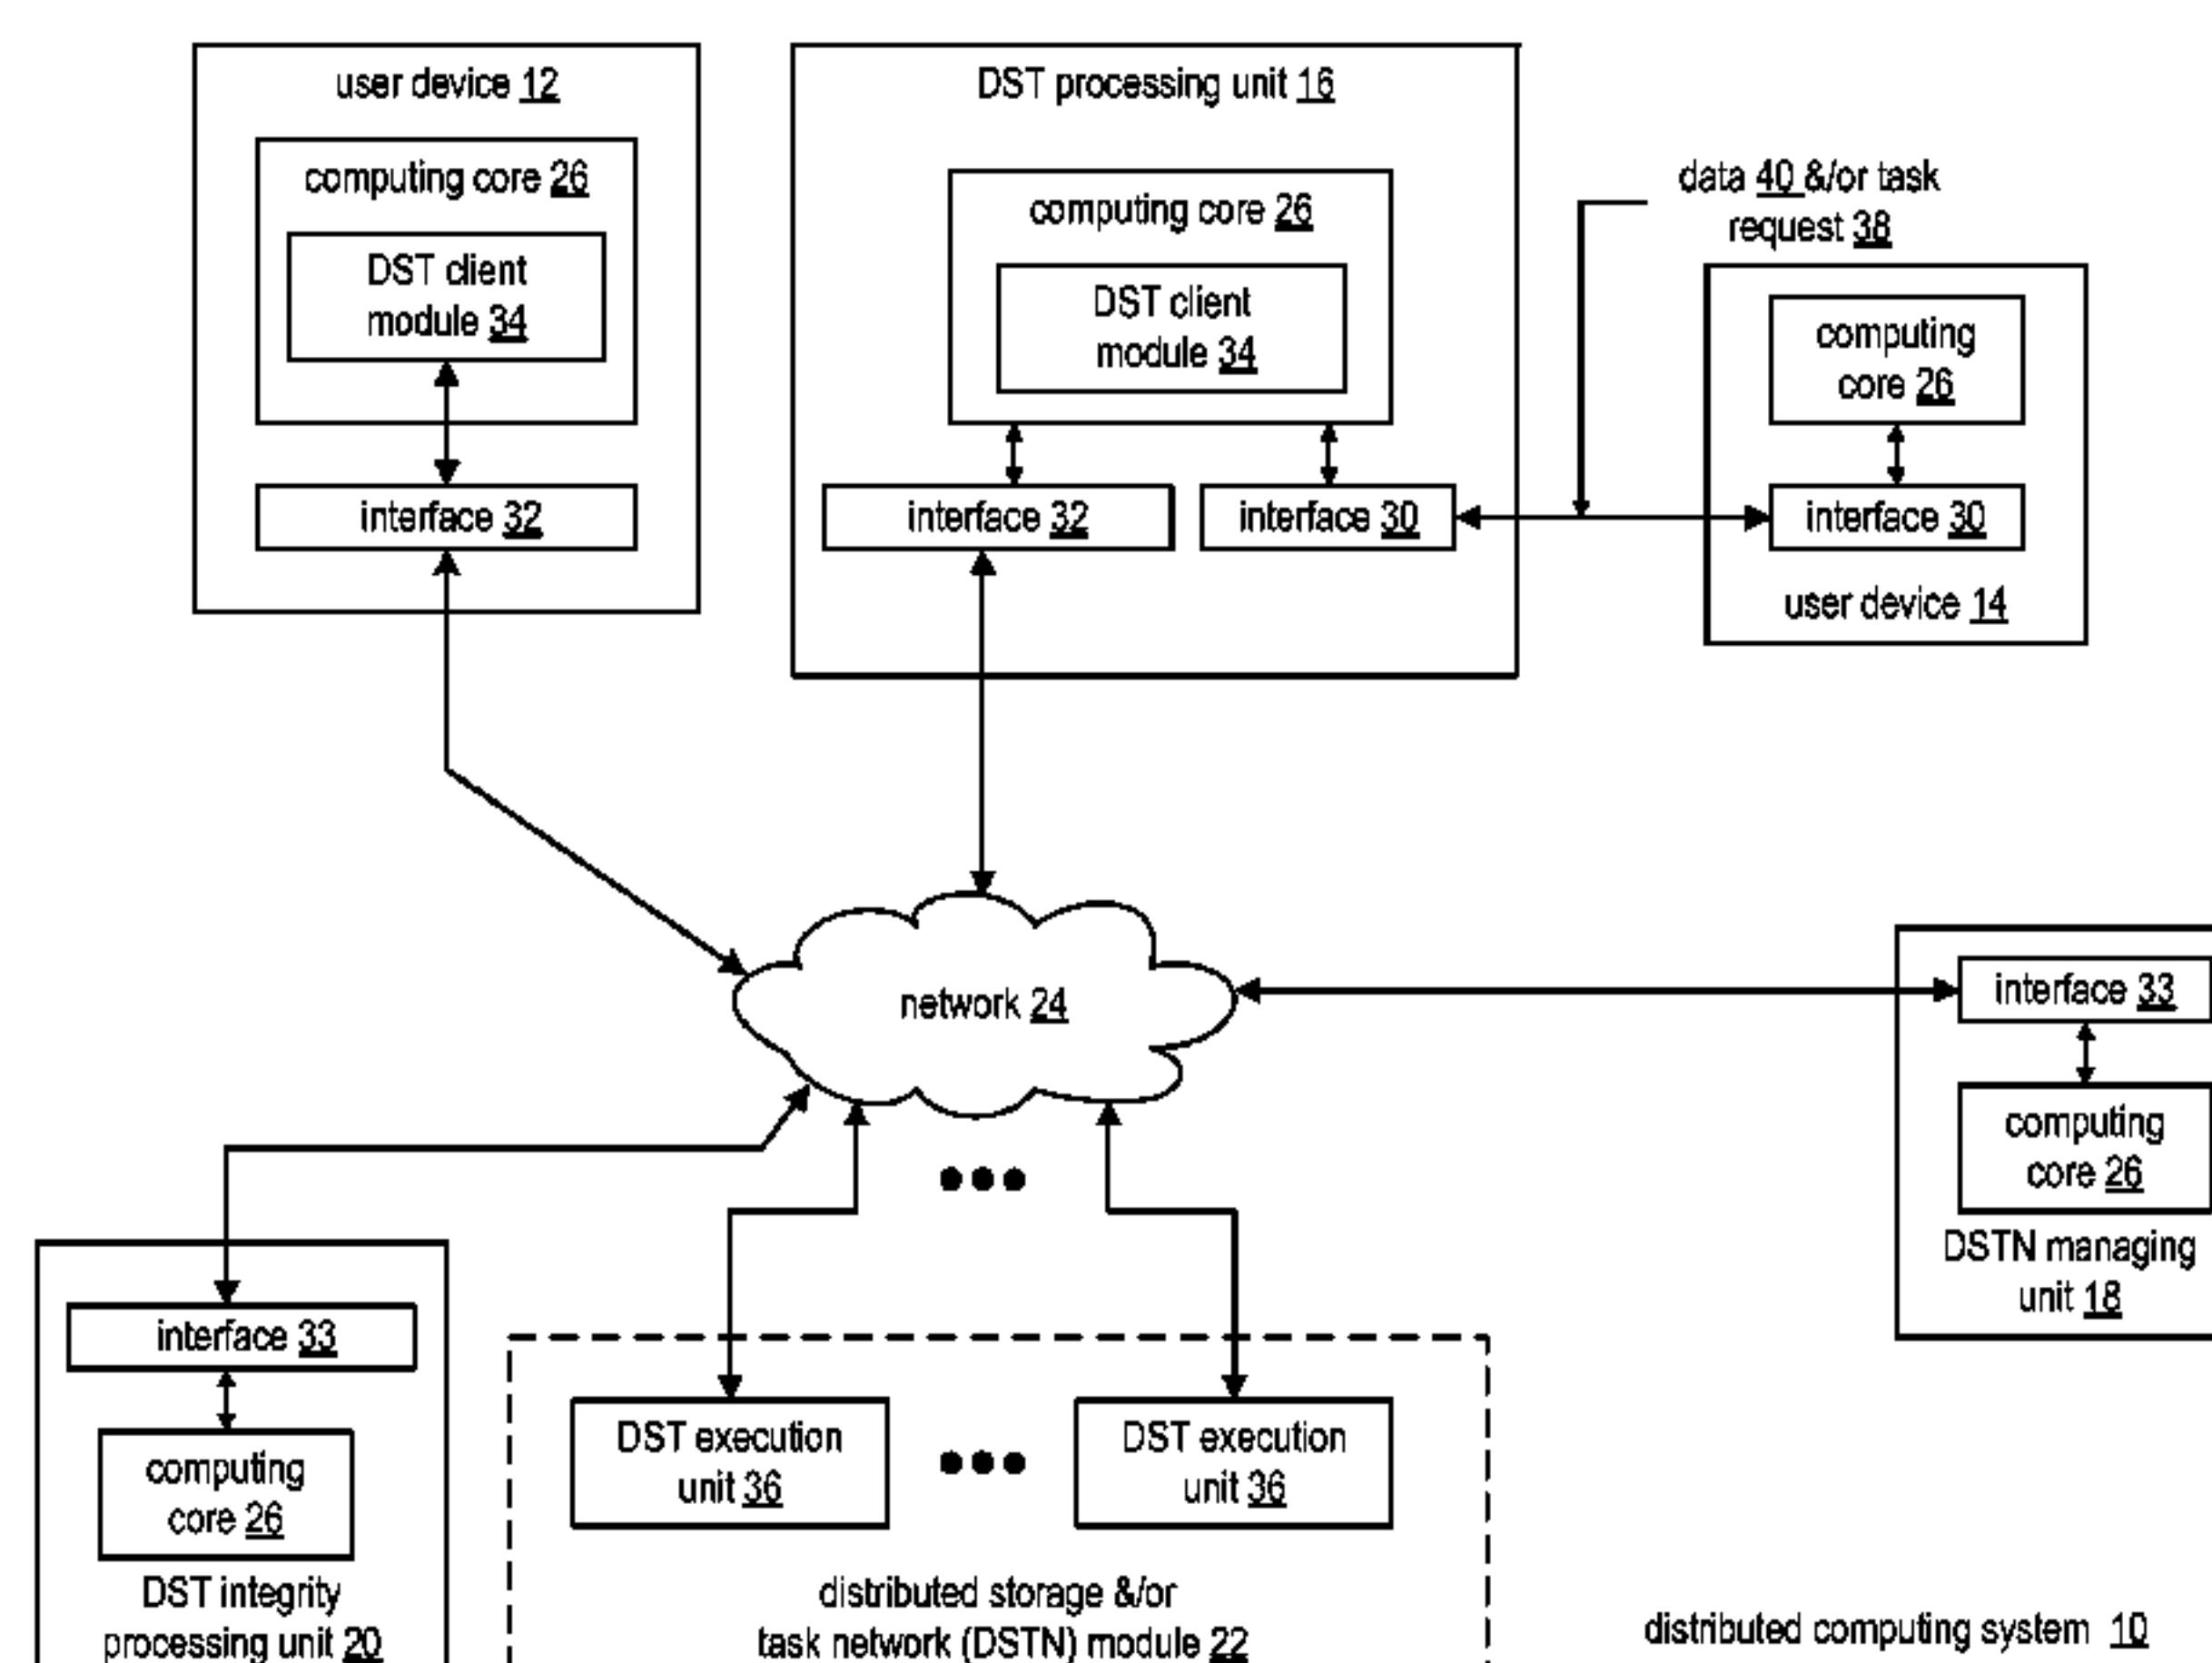 user device 12
computing core 26
DST client
module 34
interface 32
DST processing unit 16
computing core 26
DST client
module 34
interface 32
interface 30
data 40 &/or task
request 38
computing
core 26
interface 30
user device 14
network 24
interface 33
computing
core 26
DSTN managing
unit 18
interface 33
computing
core 26
DST integrity
processing unit 20
DST execution
unit 36
DST execution
unit 36
distributed storage &/or
task network (DSTN) module 22
distributed computing system 10